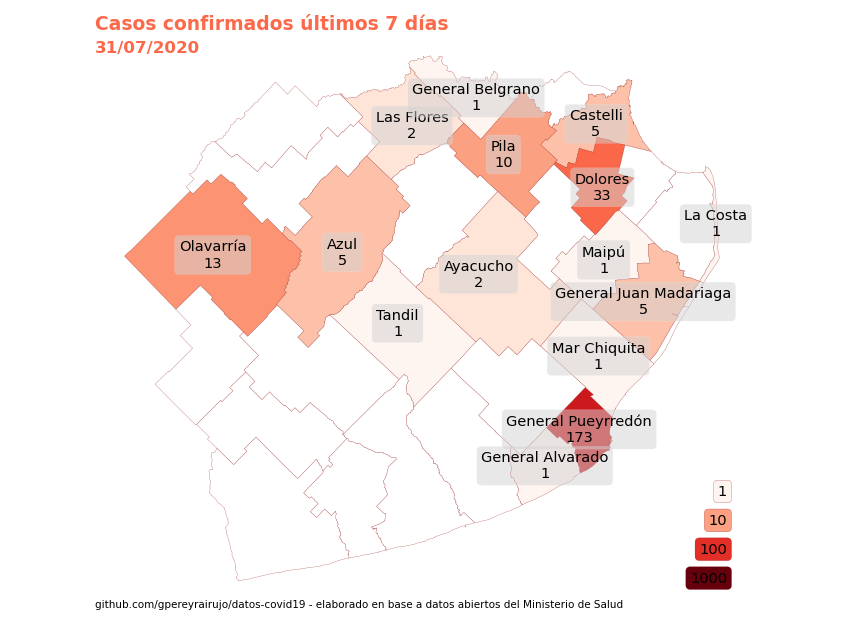 Casos confirmados últimos 7 días
31/07/2020
General Belgrano
1
Las Flores
2
Castelli
5
Pila
10
Dolores
33
La Costa
1
Olavarría
13
Azul
5
Maipú
1
Ayacucho
2
General Juan Madariaga
5
Tandil
1
Mar Chiquita
1
General Pueyrredón
173
General Alvarado
1
1
10
100
1000
github.com/gpereyrairujo/datos-covid19 - elaborado en base a datos abiertos del Ministerio de Salud